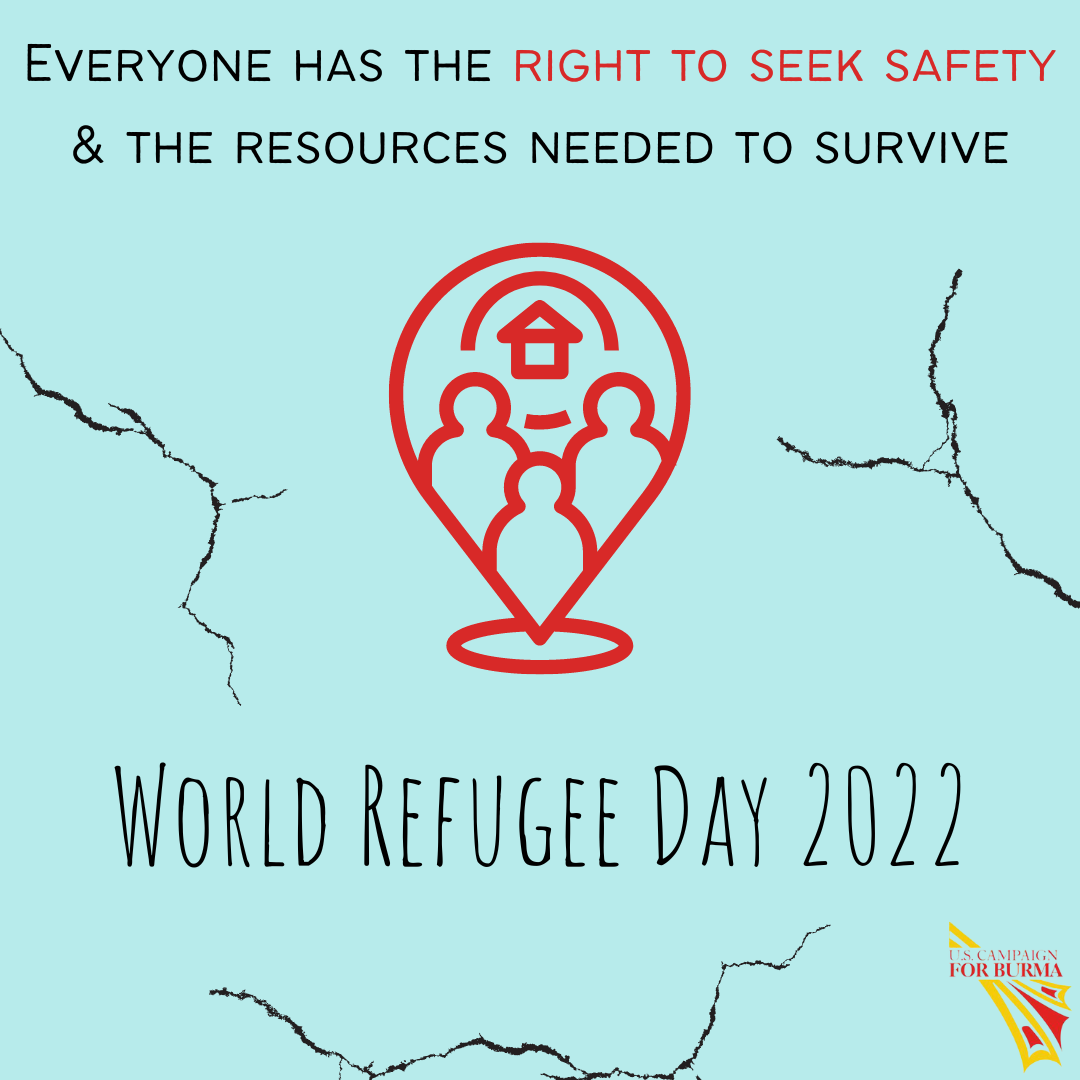 Everyone has the right to seek safety
& the resources needed to survive
World Refugee Day 2022
U.S. CAMPAIGN
FOR BURMA